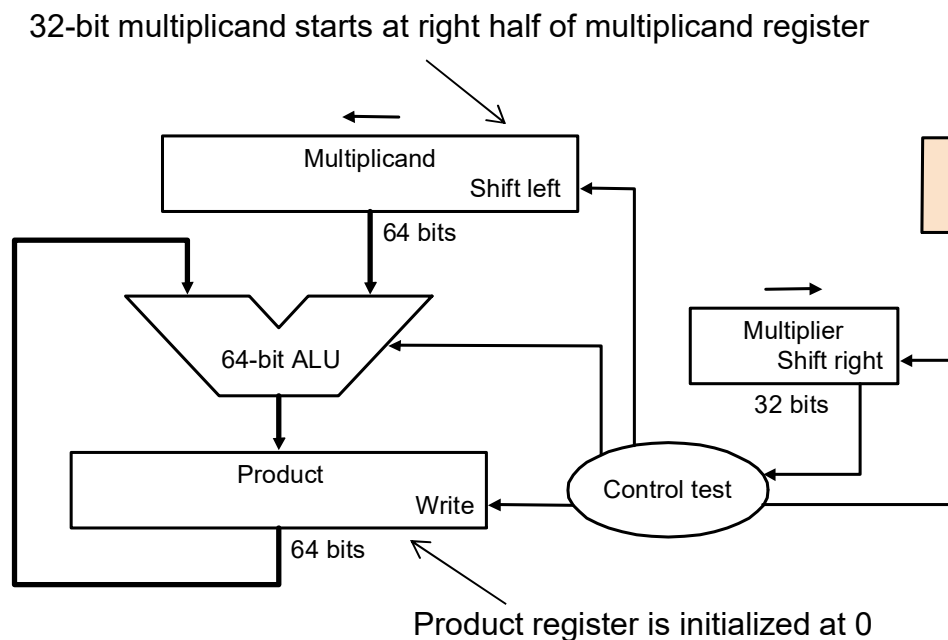 32-bit multiplicand starts at right half of multiplicand register
Multiplicand
Shift left
64 bits
64-bit ALU
Multiplier
Shift right
32 bits
Product
Write
Control test
64 bits
Product register is initialized at 0